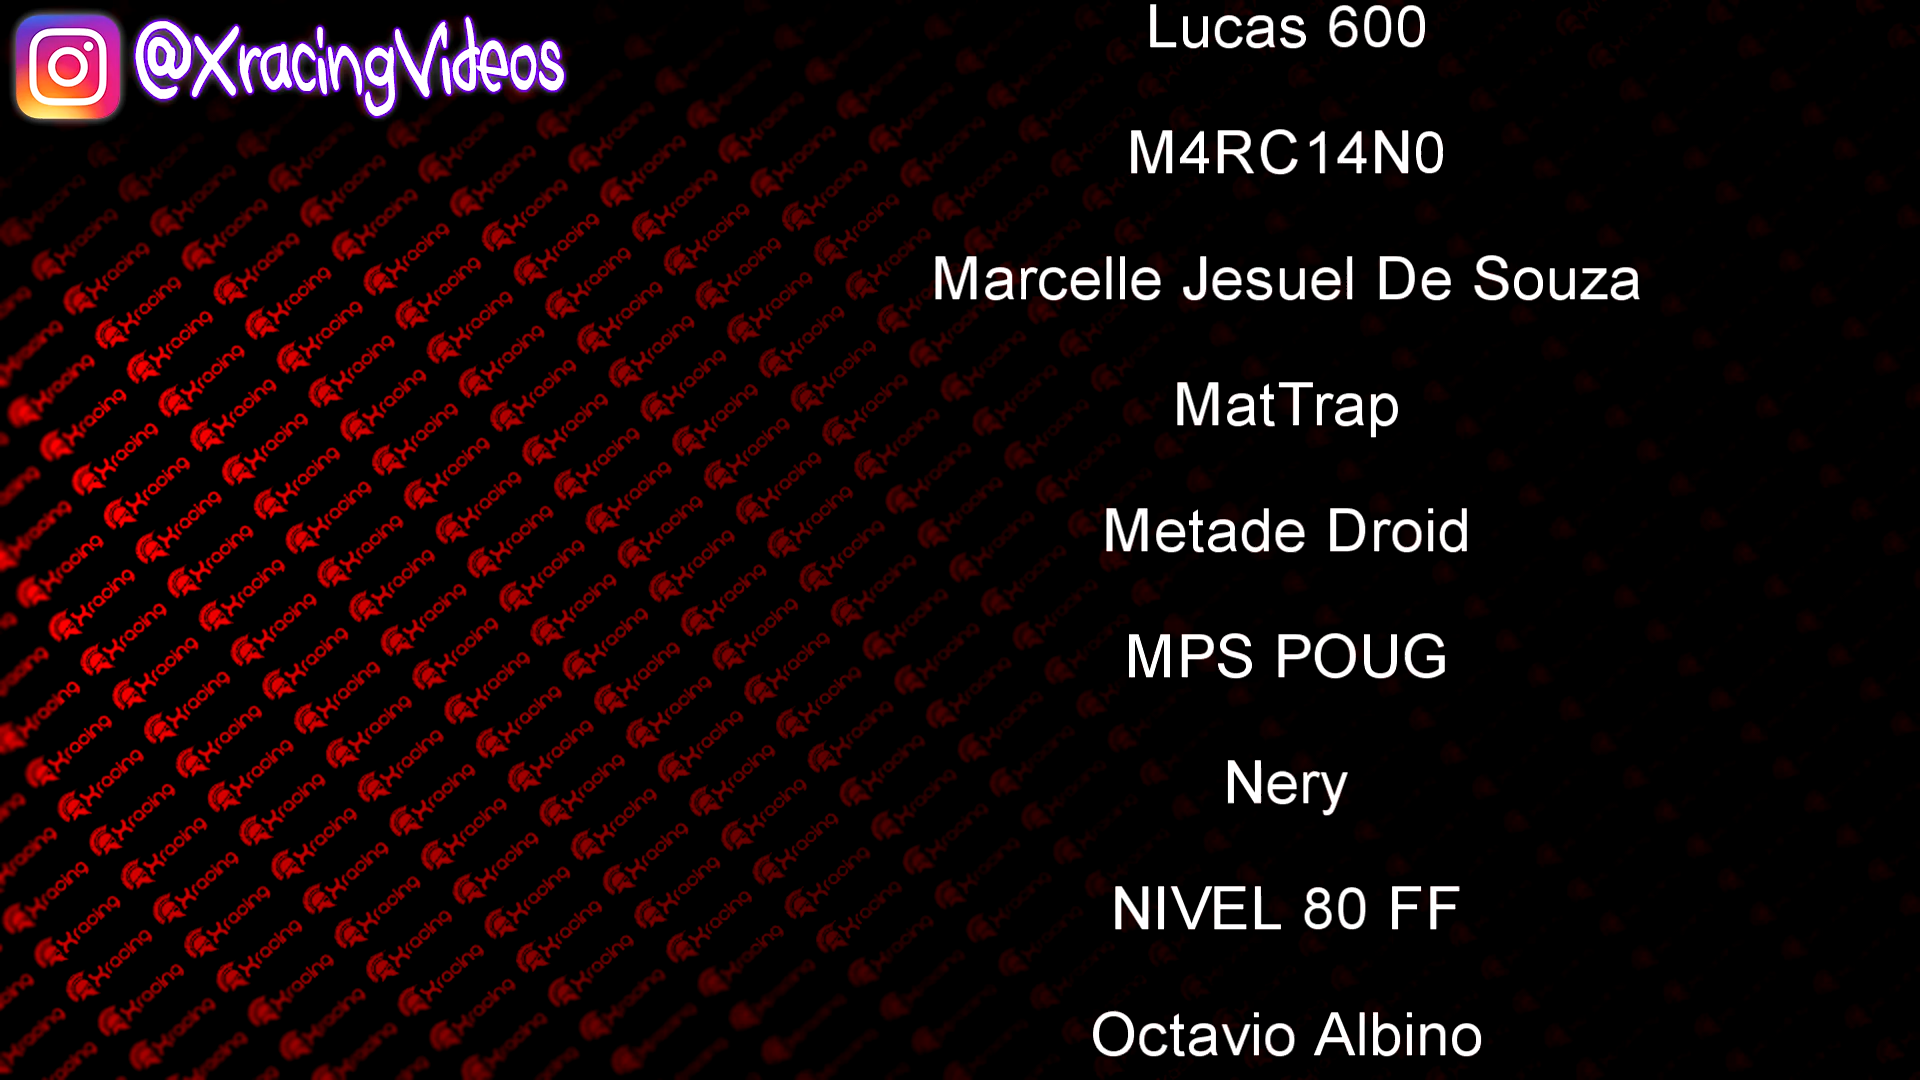 @XracingVideos
Lucas 600
M4RC14N0
Marcelle Jesuel De Souza
MatTrap
Metade Droid
MPS POUG
Nery
NIVEL 80 FF
Octavio Albino
Xracing